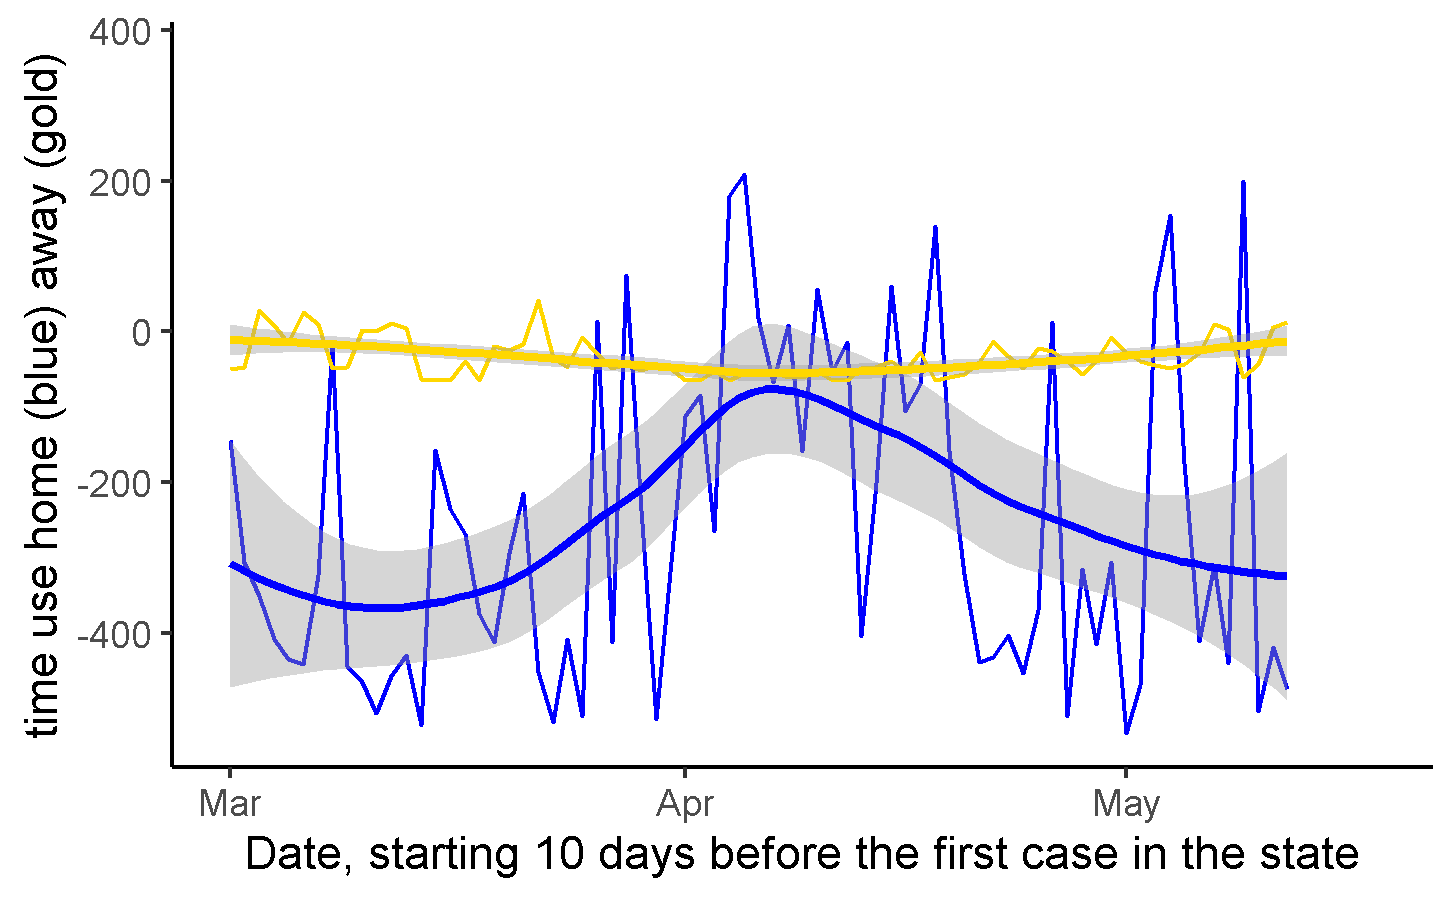 time use home (blue) away (gold)
400
200
0
-200
-400
Mar
Apr
May
Date, starting 10 days before the first case in the state